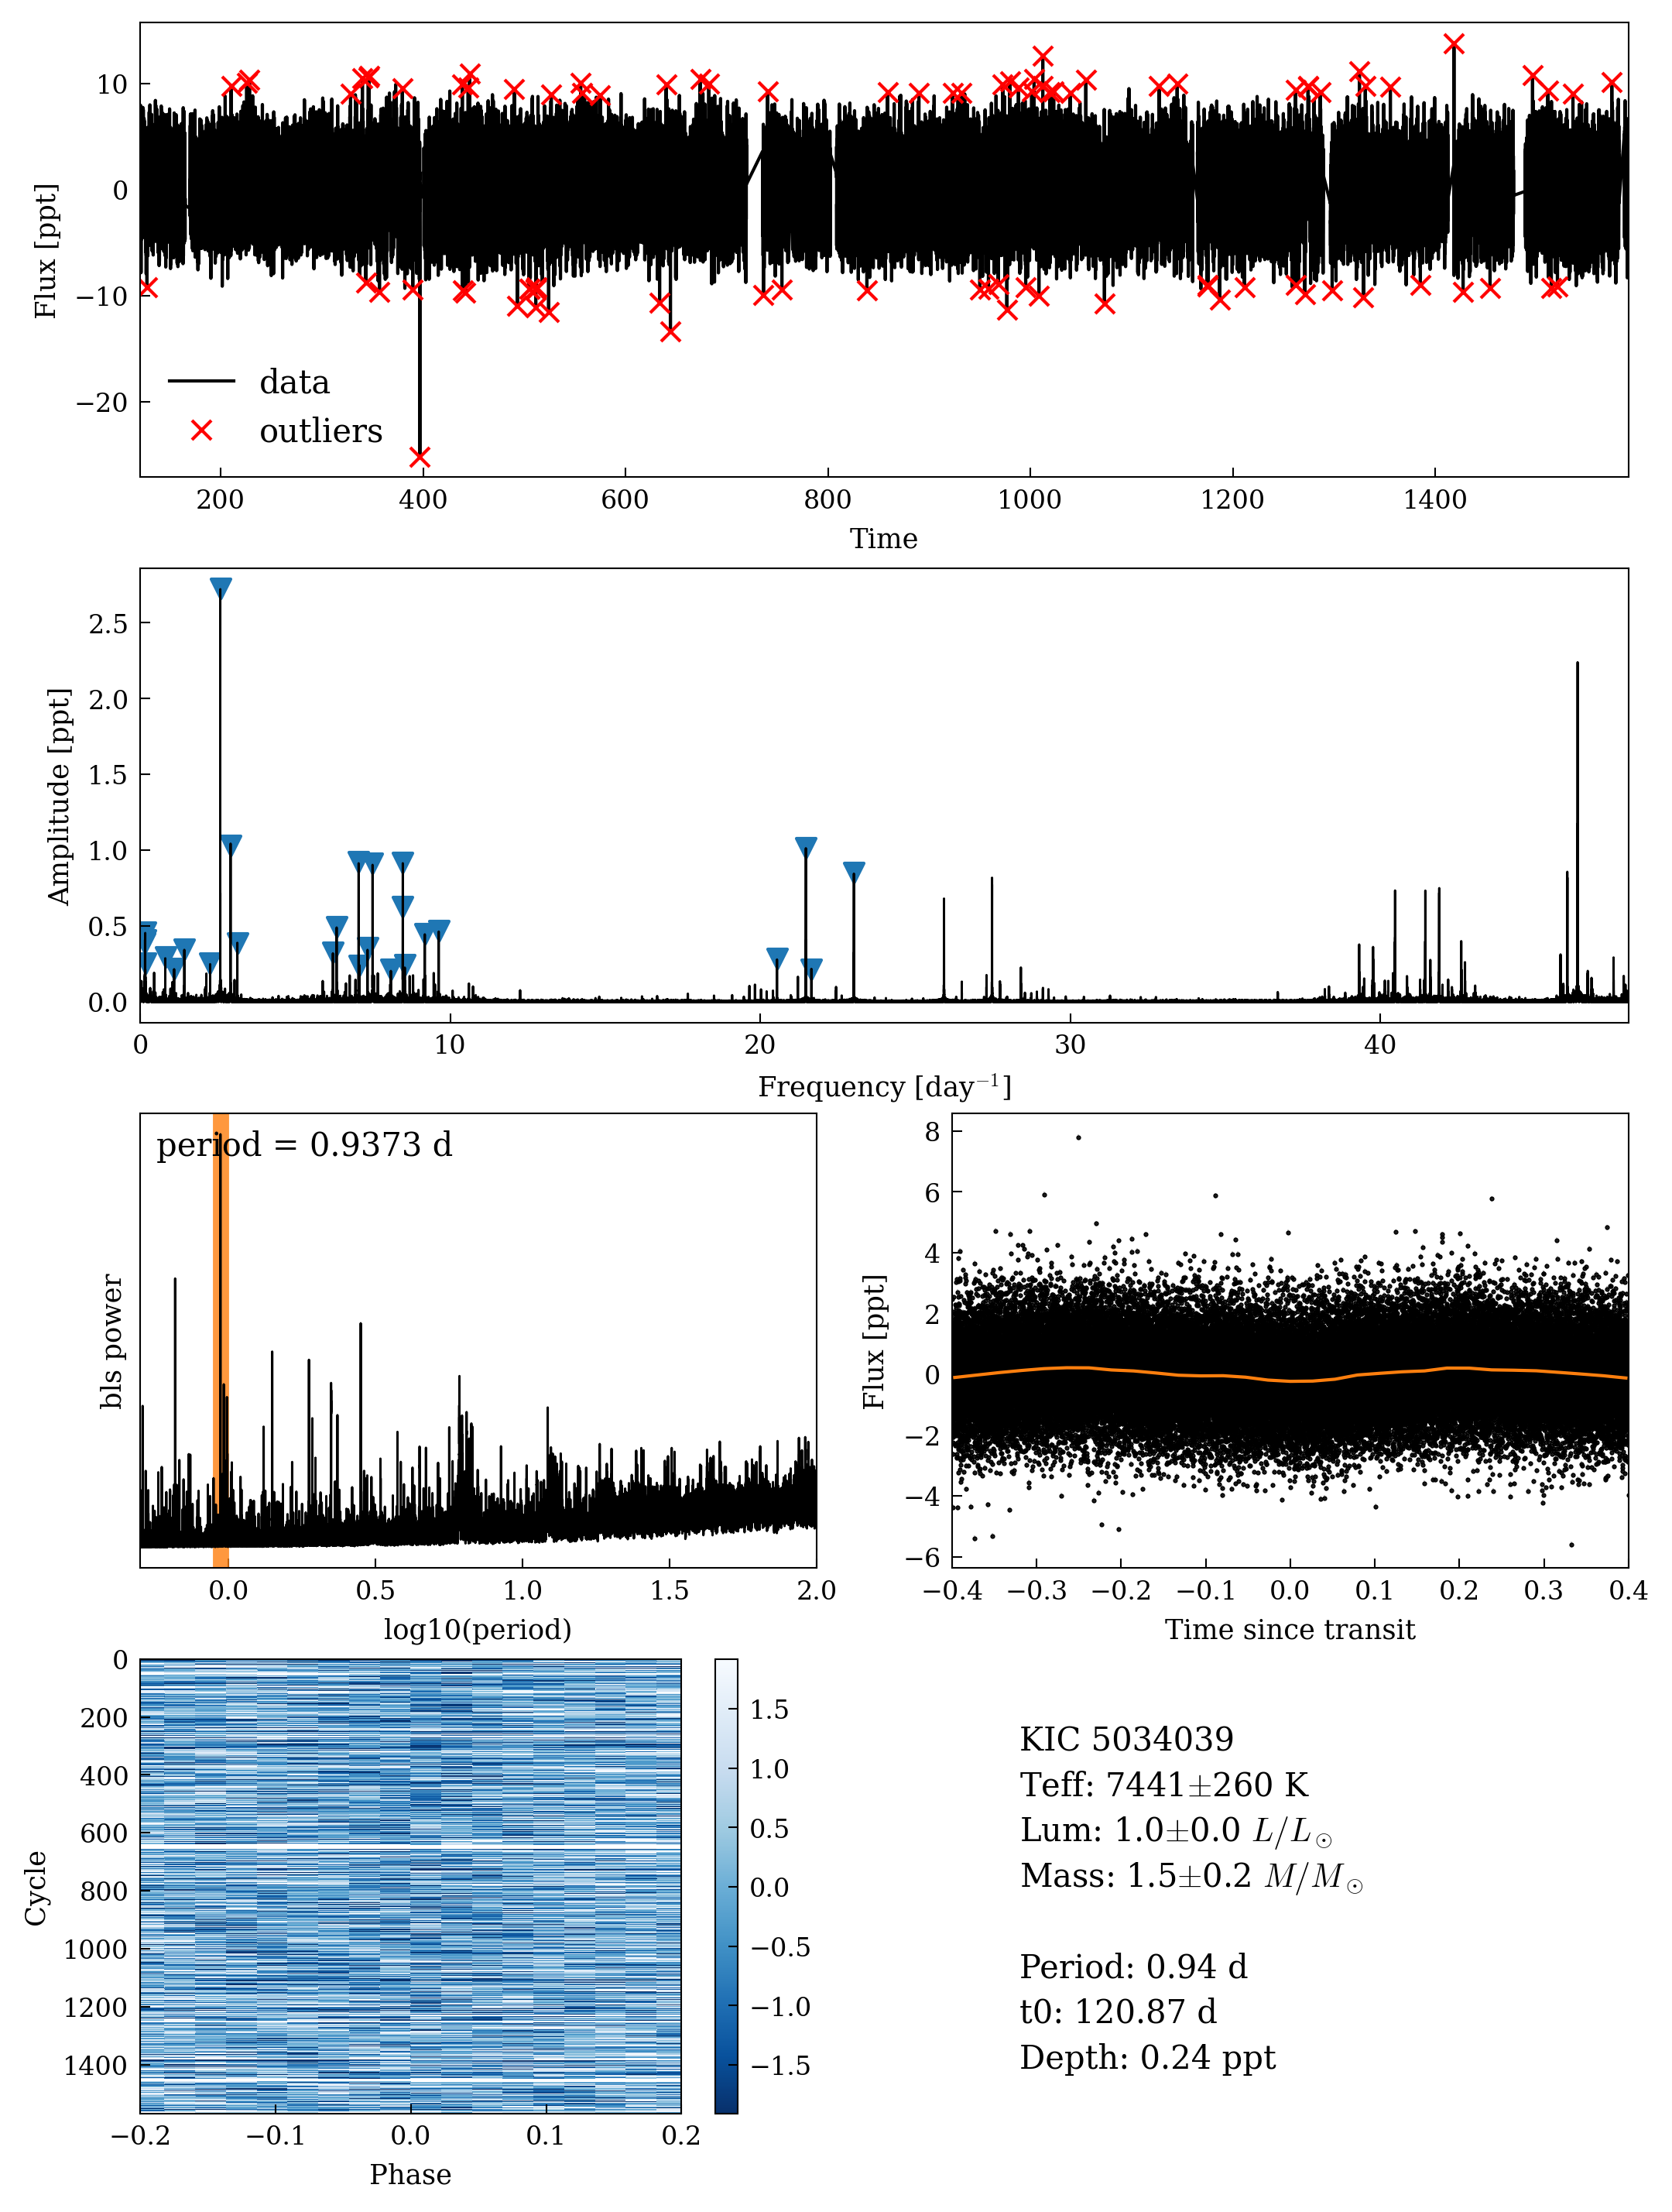 10
0
−10
−20
Flux [ppt]
data
outliers
200 400 600 800 1000 1200 1400
Time
2.5
2.0
1.5
1.0
0.5
0.0
Amplitude [ppt]
0 10 20 30 40
Frequency [day⁻¹]
period = 0.9373 d
bls power
0.0 0.5 1.0 1.5 2.0
log10(period)
8
6
4
2
0
−2
−4
−6
Flux [ppt]
−0.4 −0.3 −0.2 −0.1 0.0 0.1 0.2 0.3 0.4
Time since transit
0
200
400
600
800
1000
1200
1400
Cycle
−0.2 −0.1 0.0 0.1 0.2
Phase
1.5
1.0
0.5
0.0
−0.5
−1.0
−1.5
KIC 5034039
Teff: 7441±260 K
Lum: 1.0±0.0 L/L⊙
Mass: 1.5±0.2 M/M⊙
Period: 0.94 d
t0: 120.87 d
Depth: 0.24 ppt